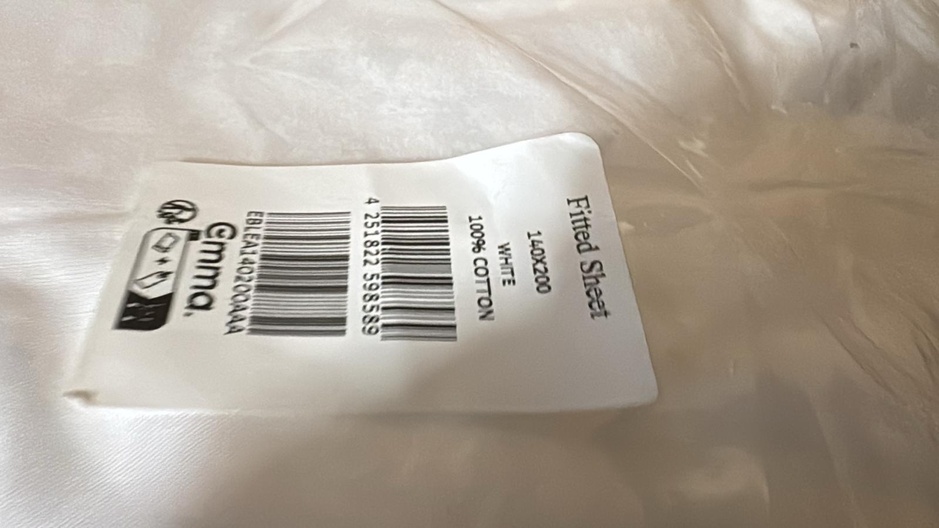 Fitted Sheet
140X200
WHITE
100% COTTON
4 251822 598589
EBLEA140200AAA
emma.